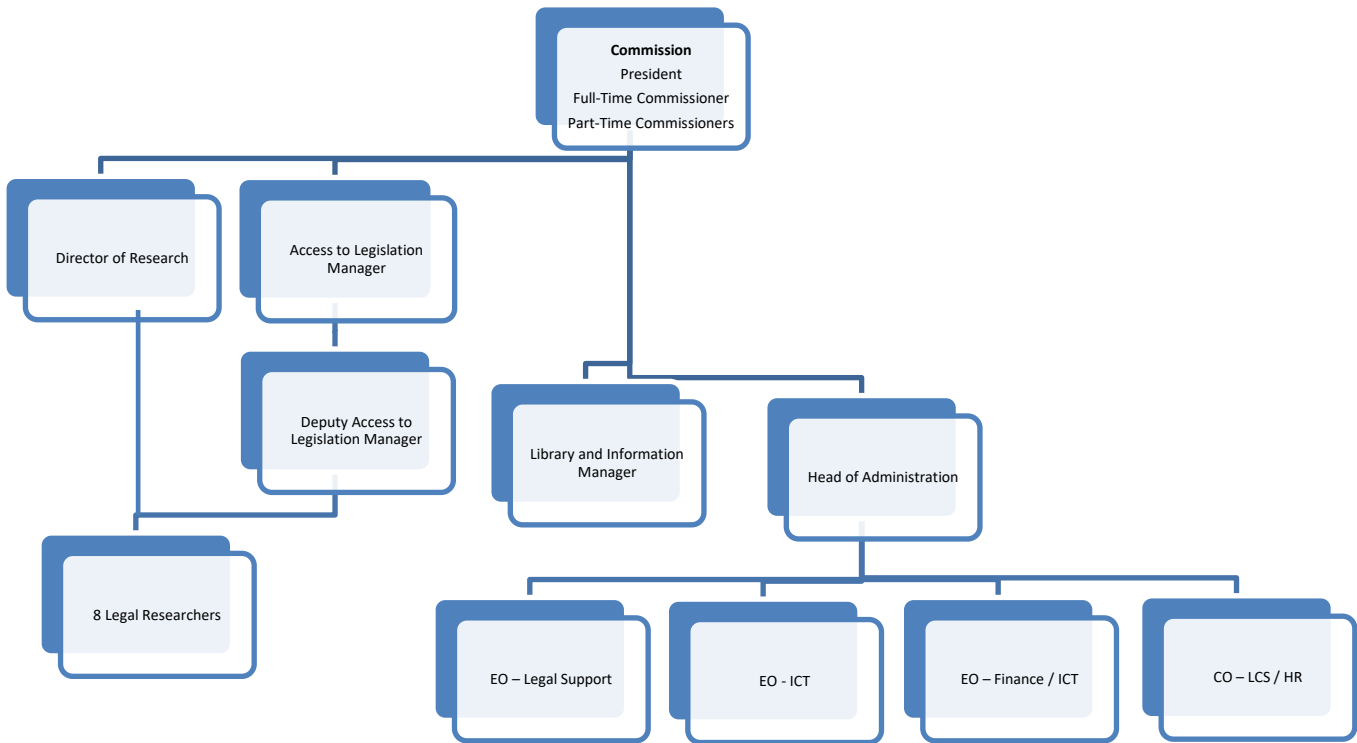 Commission
President
Full-Time Commissioner
Part-Time Commissioners
Director of Research
Access to Legislation
Manager
Deputy Access to
Legislation Manager
Library and Information
Manager
Head of Administration
8 Legal Researchers
EO – Legal Support
EO - ICT
EO – Finance / ICT
CO – LCS / HR